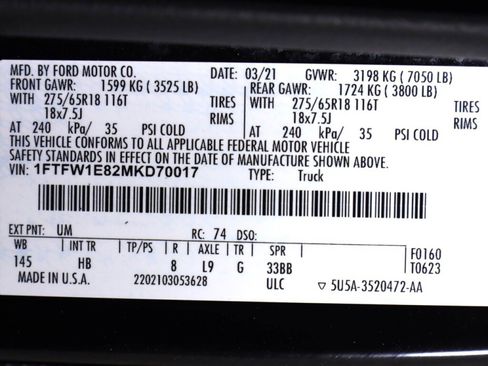 MFD. BY FORD MOTOR CO. DATE: 03/21 GVWR: 3198 KG ( 7050 LB)
FRONT GAWR: 1599 KG ( 3525 LB) REAR GAWR: 1724 KG ( 3800 LB)
WITH 275/65R18 116T TIRES WITH 275/65R18 116T TIRES
18x7.5J RIMS 18x7.5J RIMS
AT 240 kPa/ 35 PSI COLD AT 240 kPa/ 35 PSI COLD
THIS VEHICLE CONFORMS TO ALL APPLICABLE FEDERAL MOTOR VEHICLE
SAFETY STANDARDS IN EFFECT ON THE DATE OF MANUFACTURE SHOWN ABOVE.
VIN: 1FTFW1E82MKD70017 TYPE: Truck
EXT PNT: UM RC: 74 DSO:
WB INT TR TP/PS R AXLE TR SPR F0160
145 HB 8 L9 G 33BB T0623
MADE IN U.S.A. 2202103053628 ULC ▽ 5U5A-3520472-AA